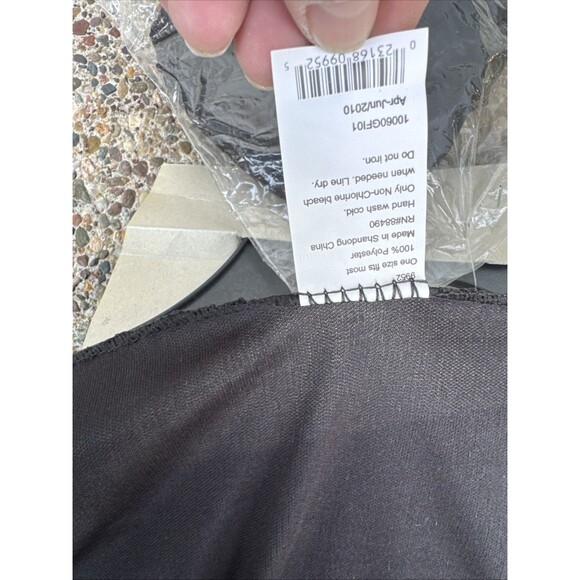 9952
One size fits most
100% Polyester
Made in Shandong China
RN#88490
Hand wash cold.
Only Non-Chlorine bleach
when needed. Line dry.
Do not iron.
10060GFI01
Apr-Jun/2010
0 23168 09952 5